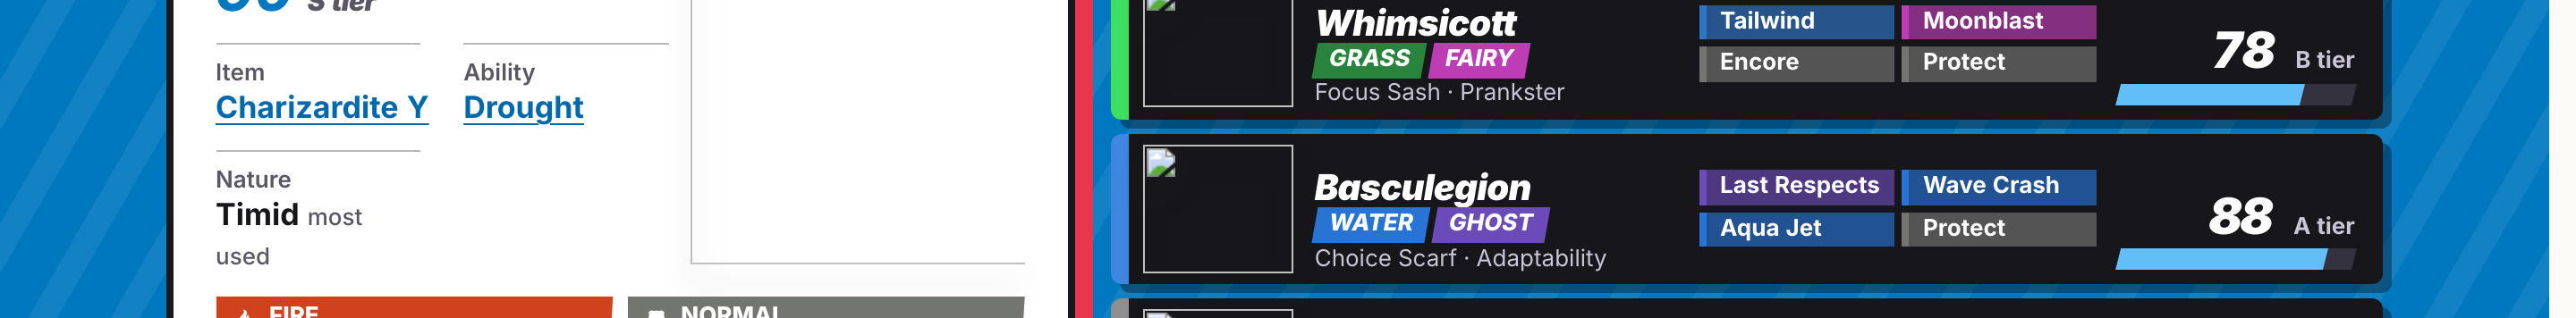 S tier
Item
Charizardite Y
Ability
Drought
Nature
Timid most
used
FIRE
NORMAL
Whimsicott
GRASS FAIRY
Focus Sash · Prankster
Tailwind
Moonblast
Encore
Protect
78 B tier
Basculegion
WATER GHOST
Choice Scarf · Adaptability
Last Respects
Wave Crash
Aqua Jet
Protect
88 A tier